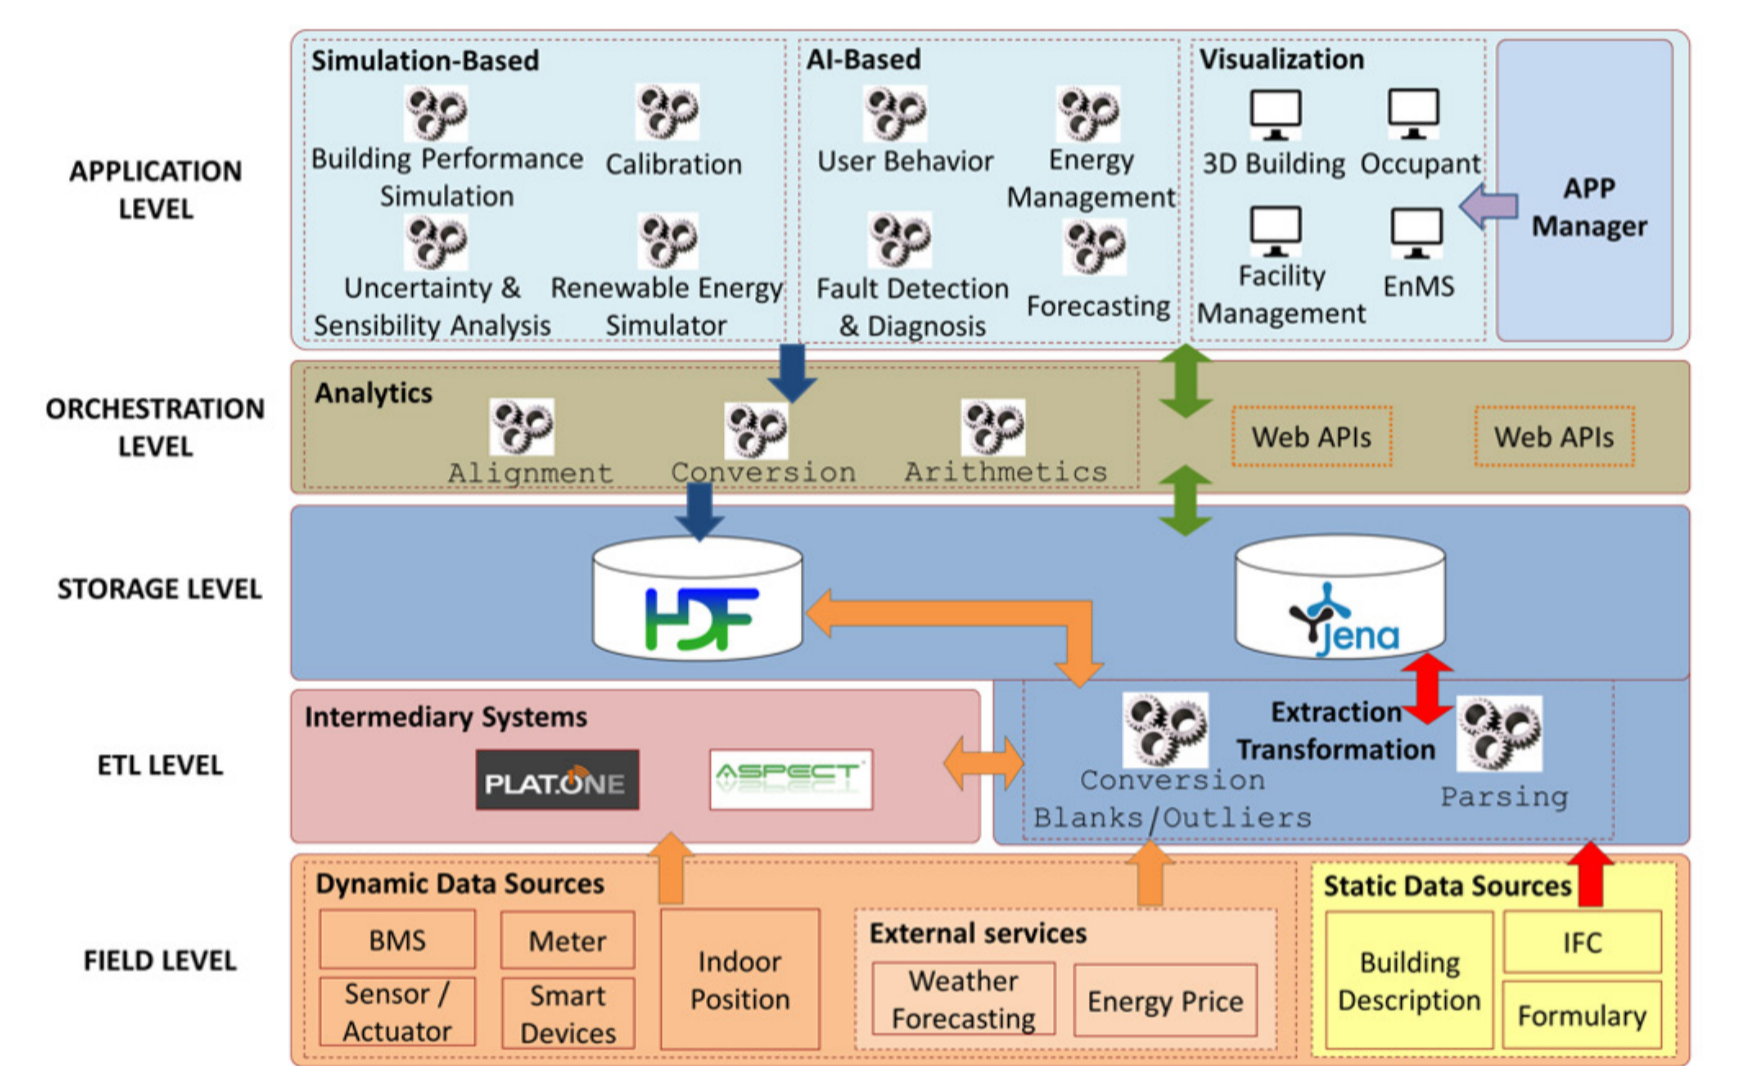 APPLICATION
LEVEL
Simulation-Based
Building Performance
Simulation
Calibration
Uncertainty &
Sensibility Analysis
Renewable Energy
Simulator
AI-Based
User Behavior
Energy
Management
Fault Detection
& Diagnosis
Forecasting
Visualization
3D Building
Occupant
Facility
Management
EnMS
APP
Manager
ORCHESTRATION
LEVEL
Analytics
Alignment
Conversion
Arithmetics
Web APIs
Web APIs
STORAGE LEVEL
HDF
Jena
ETL LEVEL
Intermediary Systems
PLAT.ONE
ASPECT
Extraction
Transformation
Conversion
Blanks/Outliers
Parsing
FIELD LEVEL
Dynamic Data Sources
BMS
Meter
Sensor /
Actuator
Smart
Devices
Indoor
Position
External services
Weather
Forecasting
Energy Price
Static Data Sources
Building
Description
IFC
Formulary